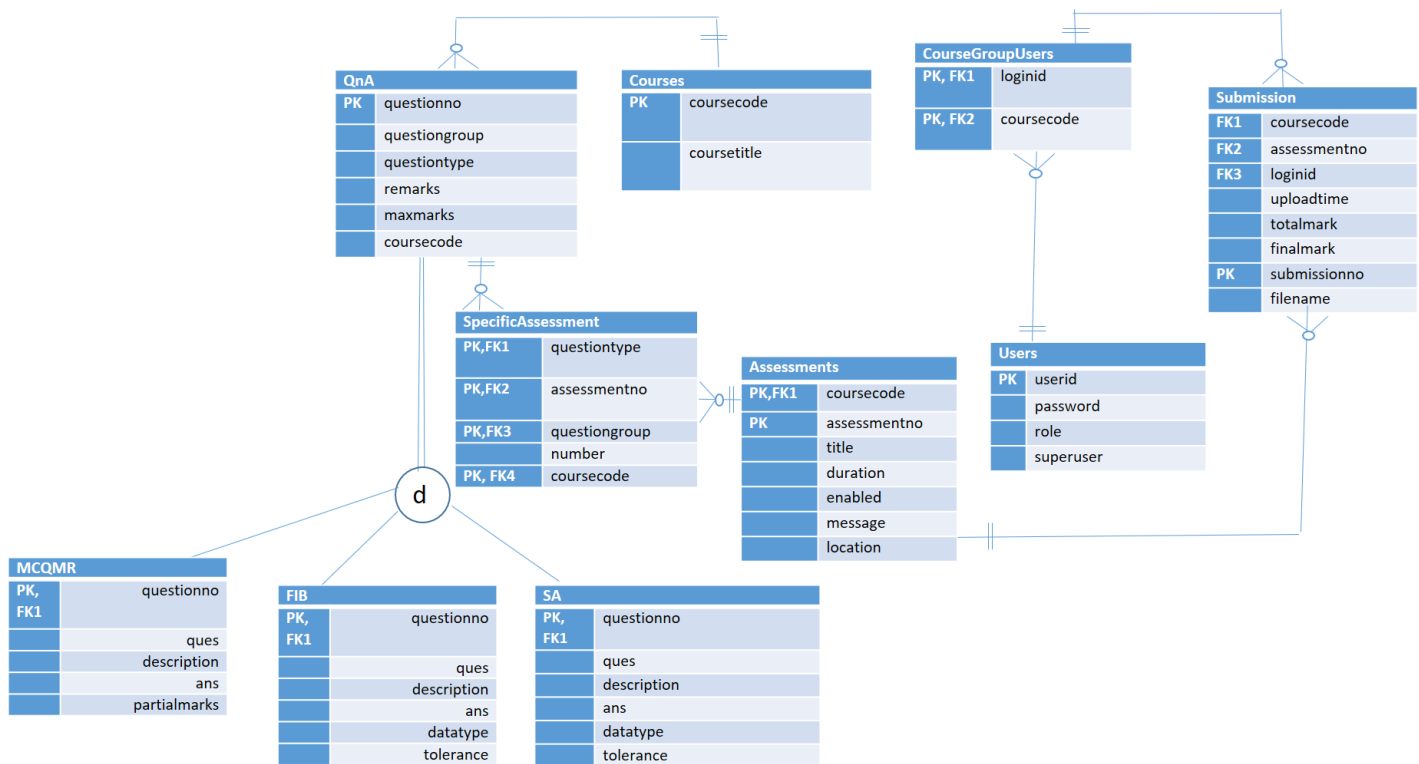 QnA
PK questionno
questiongroup
questiontype
remarks
maxmarks
coursecode
Courses
PK coursecode
coursetitle
CourseGroupUsers
PK, FK1 loginid
PK, FK2 coursecode
Submission
FK1 coursecode
FK2 assessmentno
FK3 loginid
uploadtime
totalmark
finalmark
PK submissionno
filename
SpecificAssessment
PK,FK1 questiontype
PK,FK2 assessmentno
PK,FK3 questiongroup
number
PK, FK4 coursecode
Assessments
PK,FK1 coursecode
PK assessmentno
title
duration
enabled
message
location
Users
PK userid
password
role
superuser
d
MCQMR
PK, questionno
FK1
ques
description
ans
partialmarks
FIB
PK, questionno
FK1
ques
description
ans
datatype
tolerance
SA
PK, questionno
FK1
ques
description
ans
datatype
tolerance